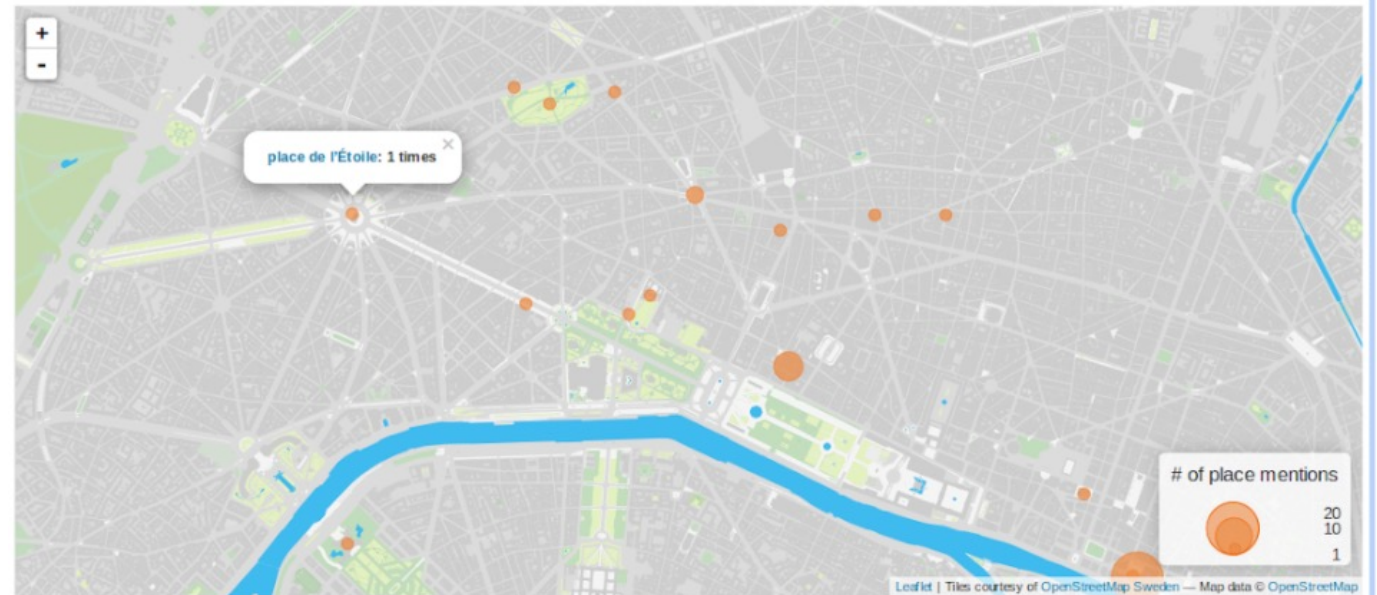 +
-
place de l'Étoile: 1 times ×
# of place mentions
20
10
1
Leaflet | Tiles courtesy of OpenStreetMap Sweden — Map data © OpenStreetMap